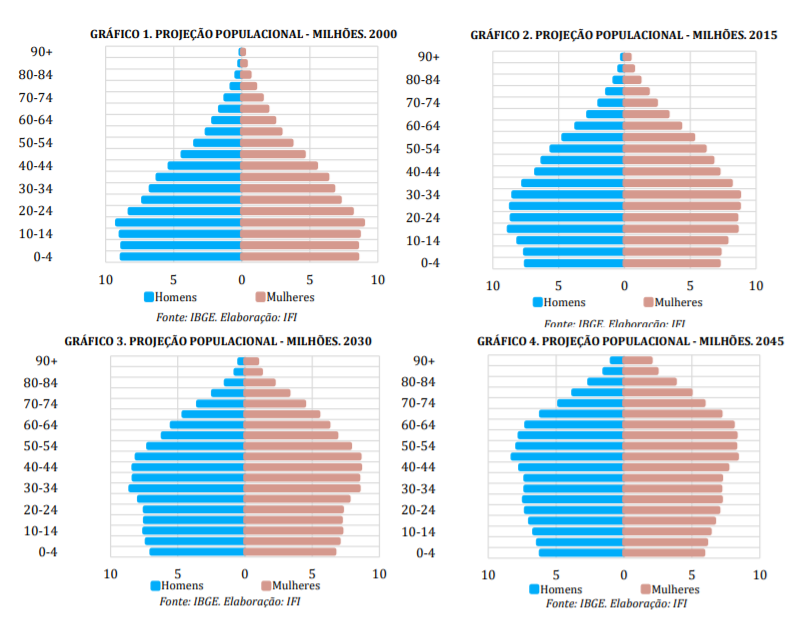 GRÁFICO 1. PROJEÇÃO POPULACIONAL - MILHÕES. 2000
90+
80-84
70-74
60-64
50-54
40-44
30-34
20-24
10-14
0-4
10 5 0 5 10
Homens Mulheres
Fonte: IBGE. Elaboração: IFI
GRÁFICO 2. PROJEÇÃO POPULACIONAL - MILHÕES. 2015
90+
80-84
70-74
60-64
50-54
40-44
30-34
20-24
10-14
0-4
10 5 0 5 10
Homens Mulheres
Fonte: IBGE. Elaboração: IFI
GRÁFICO 3. PROJEÇÃO POPULACIONAL - MILHÕES. 2030
90+
80-84
70-74
60-64
50-54
40-44
30-34
20-24
10-14
0-4
10 5 0 5 10
Homens Mulheres
Fonte: IBGE. Elaboração: IFI
GRÁFICO 4. PROJEÇÃO POPULACIONAL - MILHÕES. 2045
90+
80-84
70-74
60-64
50-54
40-44
30-34
20-24
10-14
0-4
10 5 0 5 10
Homens Mulheres
Fonte: IBGE. Elaboração: IFI